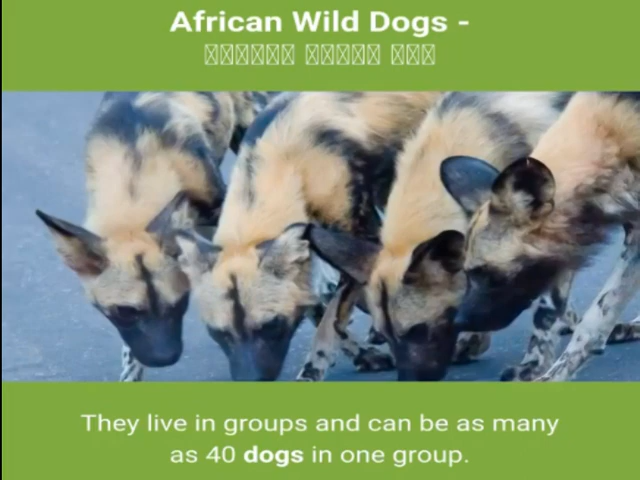 African Wild Dogs -
They live in groups and can be as many
as 40 dogs in one group.